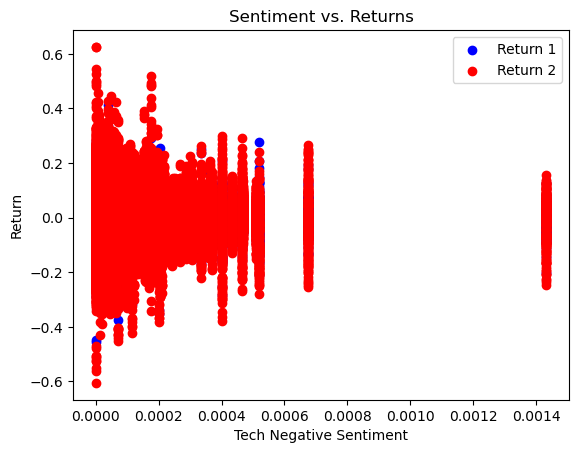 Sentiment vs. Returns
Return 1
Return 2
Return
0.6
0.4
0.2
0.0
−0.2
−0.4
−0.6
0.0000 0.0002 0.0004 0.0006 0.0008 0.0010 0.0012 0.0014
Tech Negative Sentiment